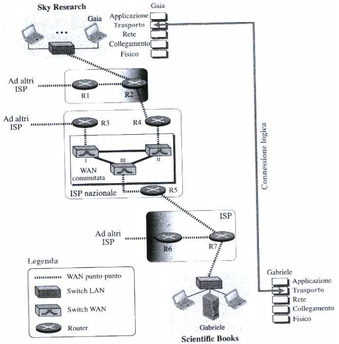 Sky Research
Gaia
Gaia
Applicazione
Trasporto
Rete
Collegamento
Fisico
Ad altri
ISP
R1
R2
Ad altri
ISP
R3
R4
I
II
III
WAN
commutata
ISP nazionale
R5
Connessione logica
ISP
Ad altri
ISP
R6
R7
Legenda
WAN punto-punto
Switch LAN
Switch WAN
Router
Gabriele
Scientific Books
Gabriele
Applicazione
Trasporto
Rete
Collegamento
Fisico